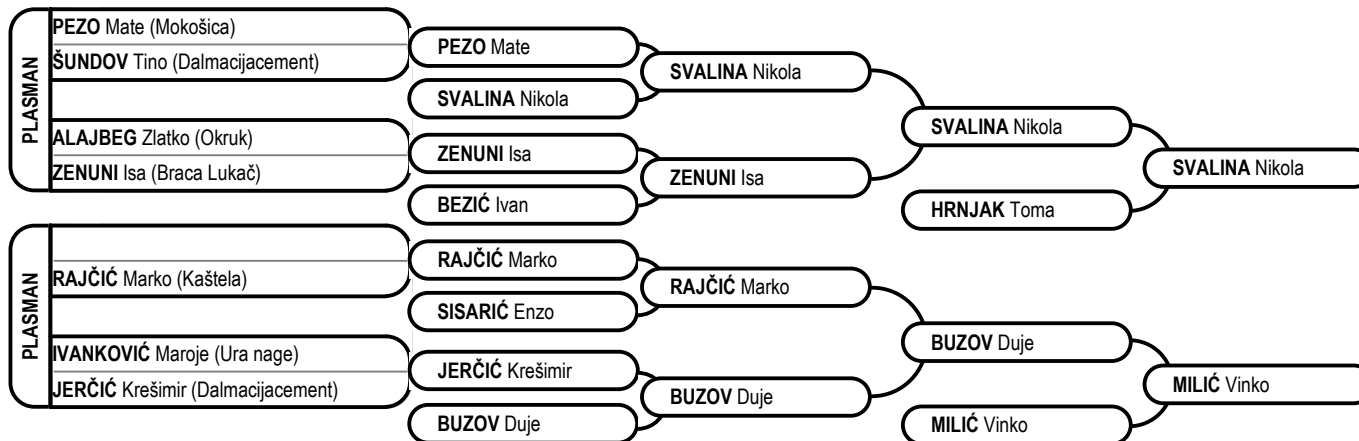 PLASMAN
PEZO Mate (Mokošica)
ŠUNDOV Tino (Dalmacijacement)
ALAJBEG Zlatko (Okruk)
ZENUNI Isa (Braca Lukač)
PEZO Mate
SVALINA Nikola
ZENUNI Isa
BEZIĆ Ivan
SVALINA Nikola
ZENUNI Isa
SVALINA Nikola
HRNJAK Toma
SVALINA Nikola
PLASMAN
RAJČIĆ Marko (Kaštela)
IVANKOVIĆ Maroje (Ura nage)
JERČIĆ Krešimir (Dalmacijacement)
RAJČIĆ Marko
SISARIĆ Enzo
JERČIĆ Krešimir
BUZOV Duje
RAJČIĆ Marko
BUZOV Duje
BUZOV Duje
MILIĆ Vinko
MILIĆ Vinko